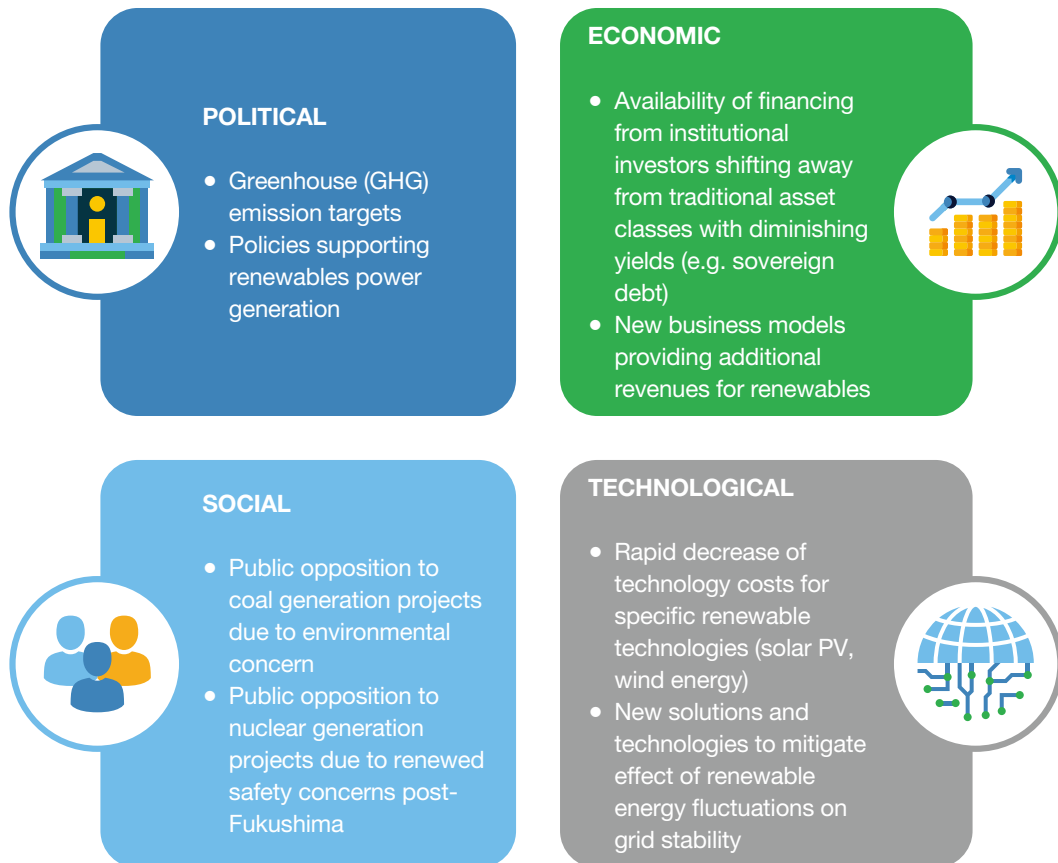 POLITICAL
• Greenhouse (GHG)
emission targets
• Policies supporting
renewables power
generation
ECONOMIC
• Availability of financing
from institutional
investors shifting away
from traditional asset
classes with diminishing
yields (e.g. sovereign
debt)
• New business models
providing additional
revenues for renewables
SOCIAL
• Public opposition to
coal generation projects
due to environmental
concern
• Public opposition to
nuclear generation
projects due to renewed
safety concerns post-
Fukushima
TECHNOLOGICAL
• Rapid decrease of
technology costs for
specific renewable
technologies (solar PV,
wind energy)
• New solutions and
technologies to mitigate
effect of renewable
energy fluctuations on
grid stability